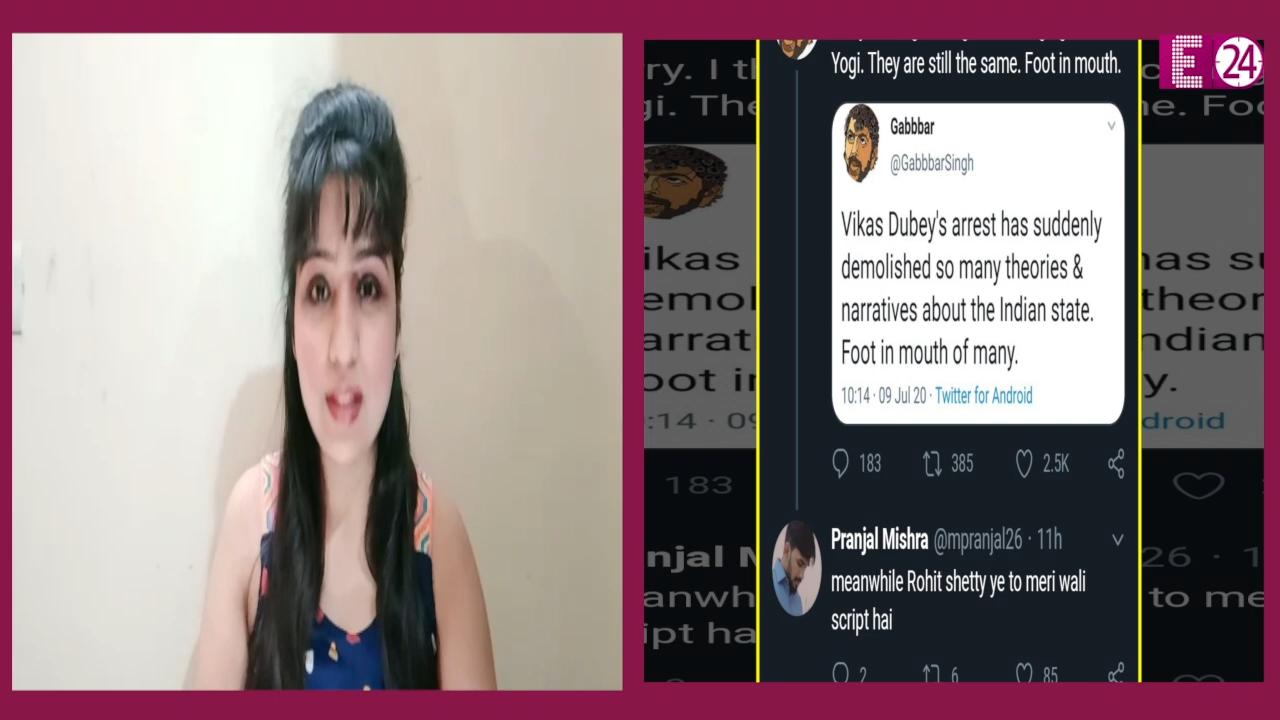 E 24
Yogi. They are still the same. Foot in mouth.
Gabbbar
@GabbbarSingh
Vikas Dubey's arrest has suddenly
demolished so many theories &
narratives about the Indian state.
Foot in mouth of many.
10:14 · 09 Jul 20 · Twitter for Android
183 385 2.5K
Pranjal Mishra @mpranjal26 · 11h
meanwhile Rohit shetty ye to meri wali
script hai
2 6 85